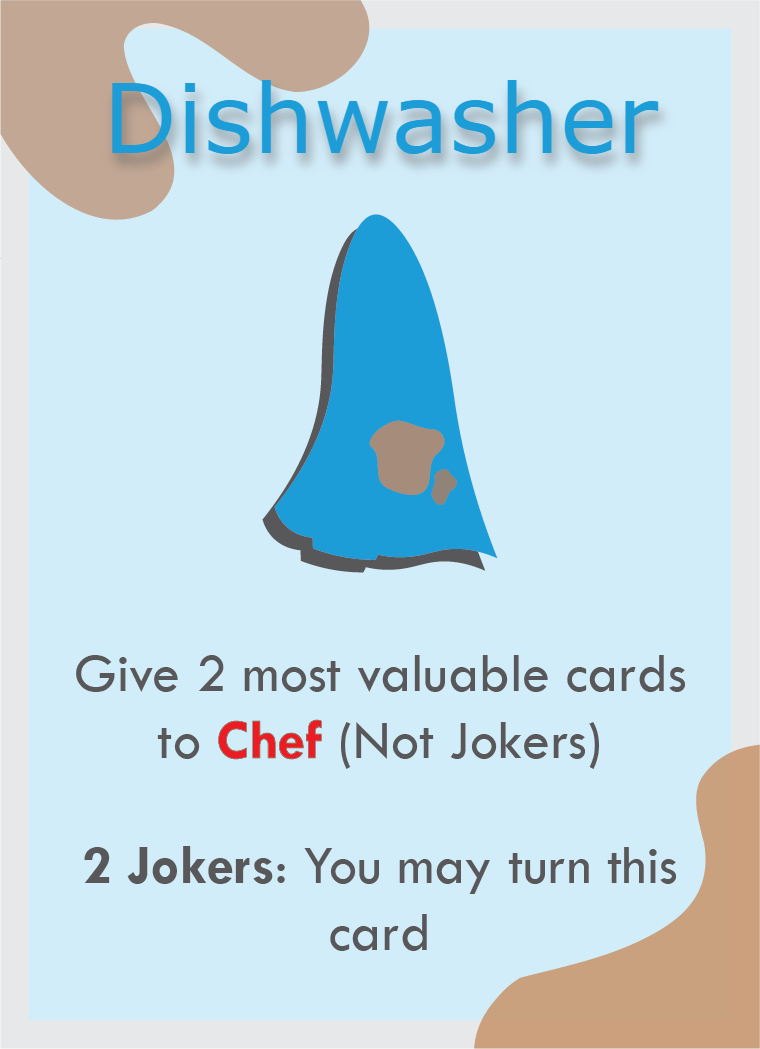 Dishwasher
Give 2 most valuable cards
to Chef (Not Jokers)
2 Jokers: You may turn this
card